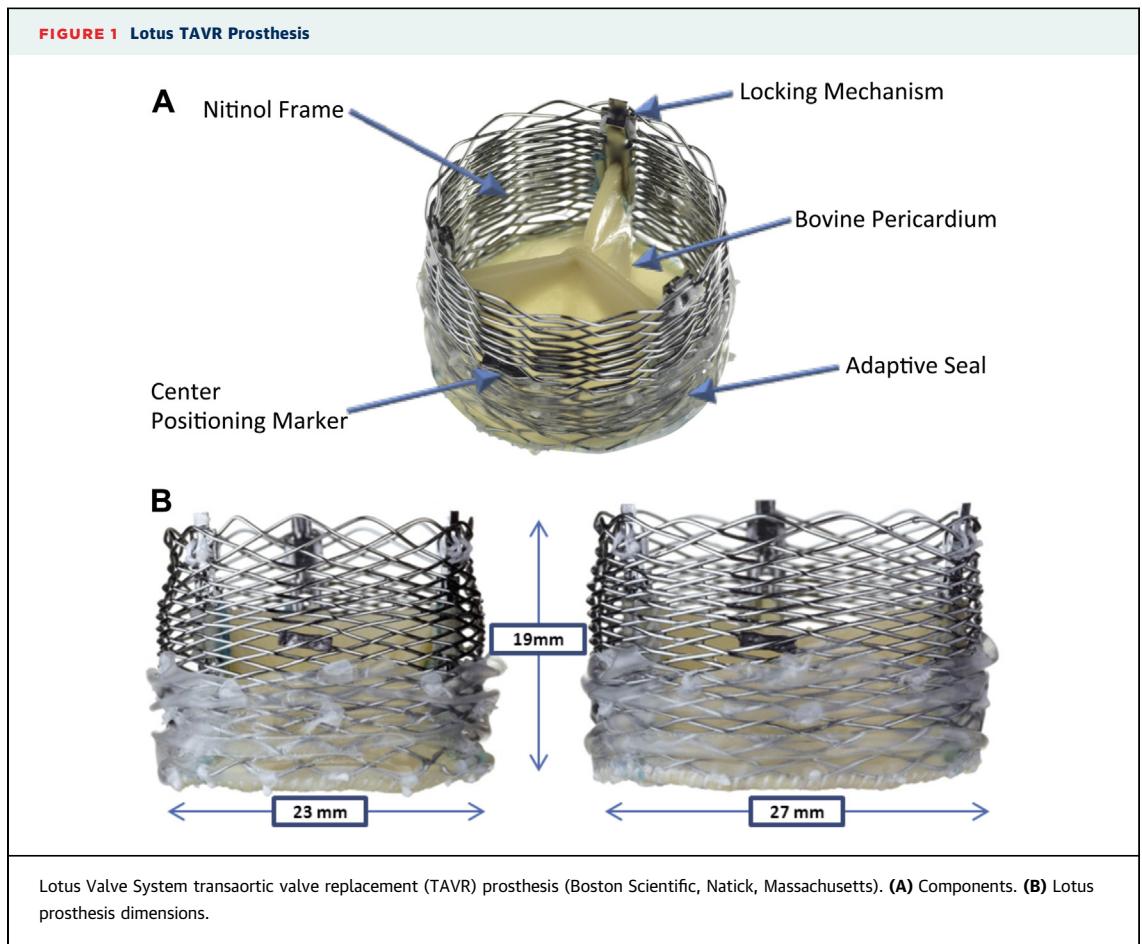 FIGURE 1 Lotus TAVR Prosthesis
A
Nitinol Frame
Locking Mechanism
Bovine Pericardium
Adaptive Seal
Center
Positioning Marker
B
19mm
23 mm
27 mm
Lotus Valve System transaortic valve replacement (TAVR) prosthesis (Boston Scientific, Natick, Massachusetts). (A) Components. (B) Lotus
prosthesis dimensions.